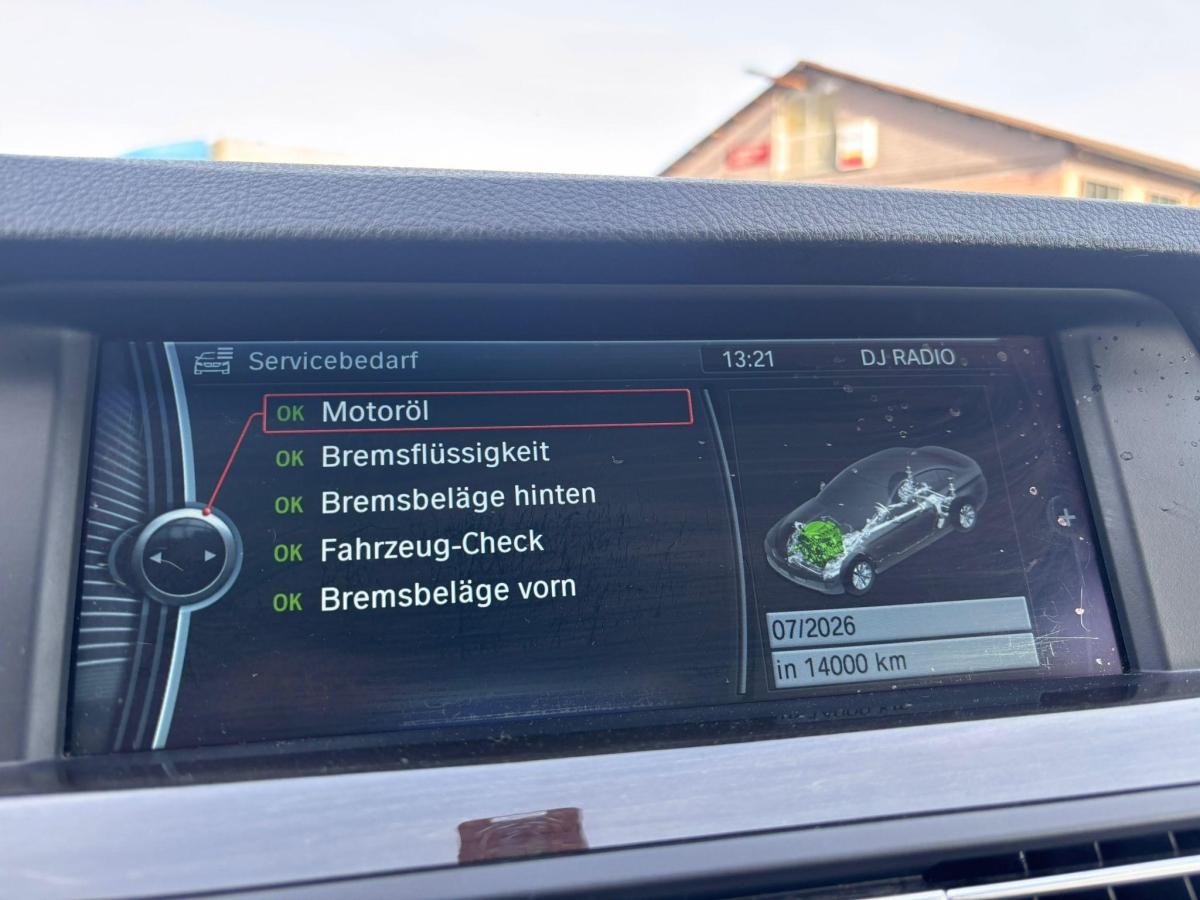 Servicebedarf
13:21
DJ RADIO
OK Motoröl
OK Bremsflüssigkeit
OK Bremsbeläge hinten
OK Fahrzeug-Check
OK Bremsbeläge vorn
07/2026
in 14000 km